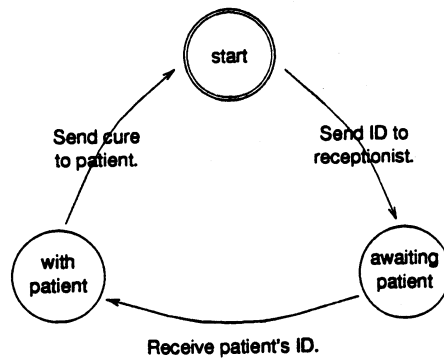 start
Send cure
to patient.
Send ID to
receptionist.
with
patient
awaiting
patient
Receive patient's ID.